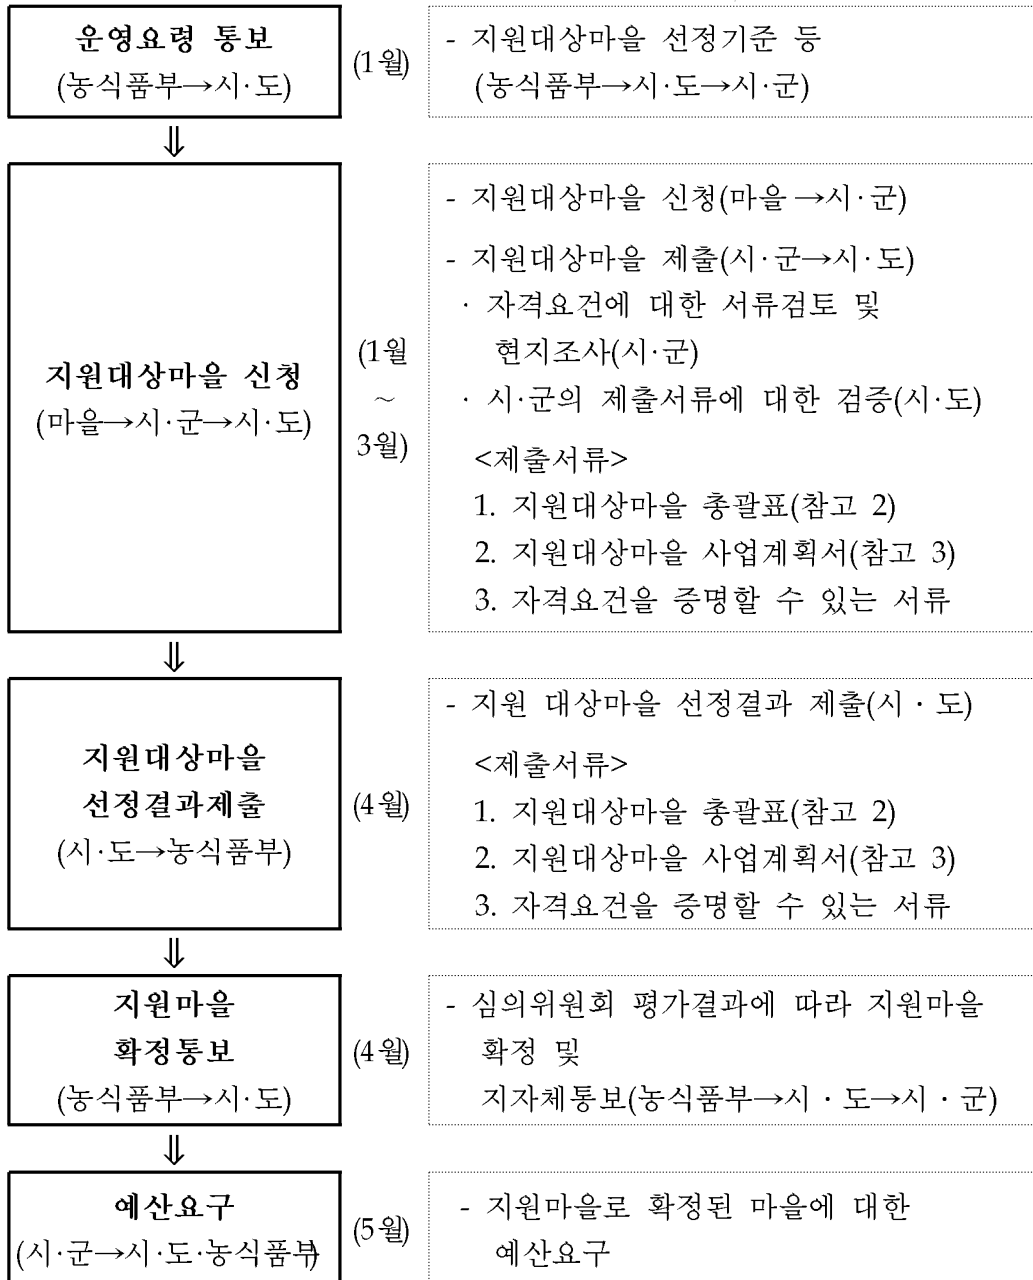 운영요령 통보
(농식품부→시·도)
(1월)
- 지원대상마을 선정기준 등
(농식품부→시·도→시·군)
⇓
지원대상마을 신청
(마을→시·군→시·도)
(1월
~
3월)
- 지원대상마을 신청(마을→시·군)
- 지원대상마을 제출(시·군→시·도)
· 자격요건에 대한 서류검토 및
현지조사(시·군)
· 시·군의 제출서류에 대한 검증(시·도)
<제출서류>
1. 지원대상마을 총괄표(참고 2)
2. 지원대상마을 사업계획서(참고 3)
3. 자격요건을 증명할 수 있는 서류
⇓
지원대상마을
선정결과제출
(시·도→농식품부)
(4월)
- 지원 대상마을 선정결과 제출(시·도)
<제출서류>
1. 지원대상마을 총괄표(참고 2)
2. 지원대상마을 사업계획서(참고 3)
3. 자격요건을 증명할 수 있는 서류
⇓
지원마을
확정통보
(농식품부→시·도)
(4월)
- 심의위원회 평가결과에 따라 지원마을
확정 및
지자체통보(농식품부→시·도→시·군)
⇓
예산요구
(시·군→시·도·농식품부)
(5월)
- 지원마을로 확정된 마을에 대한
예산요구